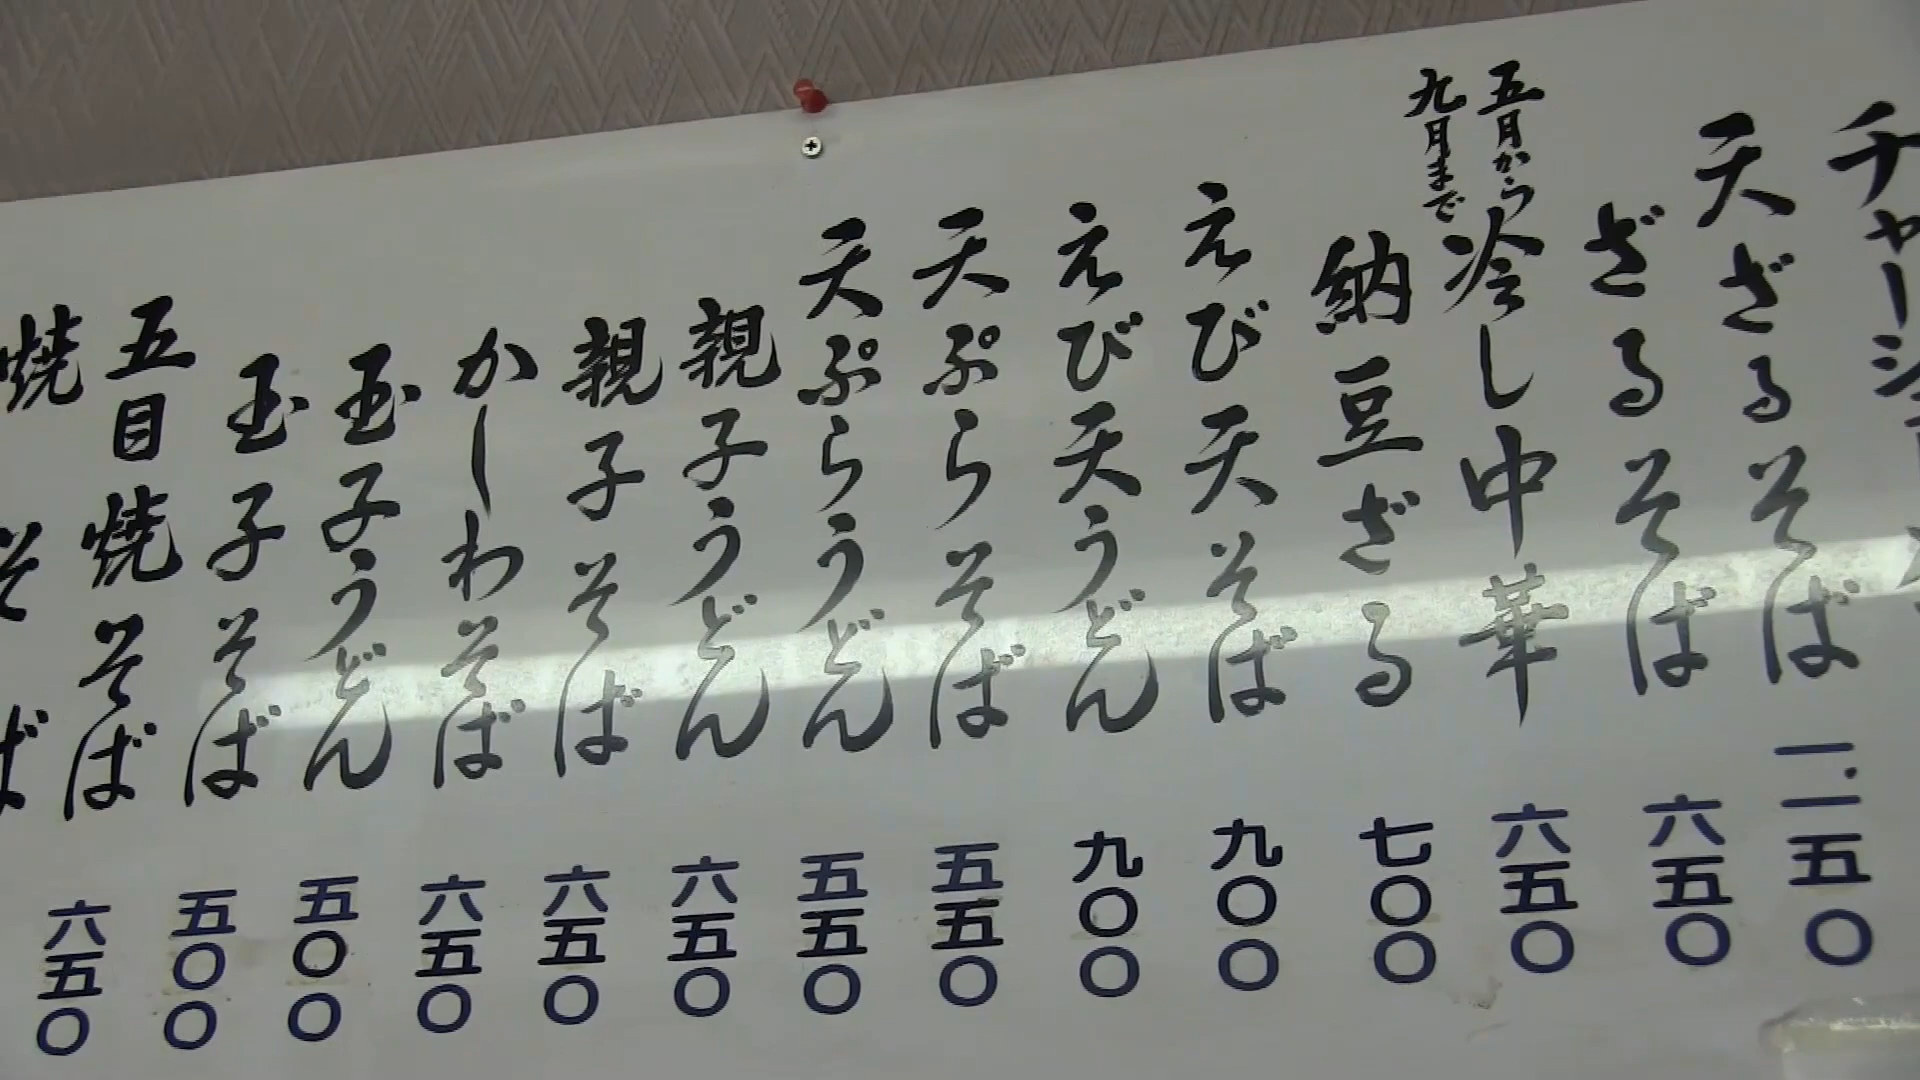 チャーシュー
天ざるそば 一、一五〇
ざるそば 六五〇
五月から
九月まで
冷し中華 六五〇
納豆ざる 七〇〇
えび天そば 九〇〇
えび天うどん 九〇〇
天ぷらそば 五五〇
天ぷらうどん 五五〇
親子うどん 六五〇
親子そば 六五〇
かしわそば 六五〇
玉子うどん 五〇〇
玉子そば 五〇〇
五目焼そば 六五〇
焼そば